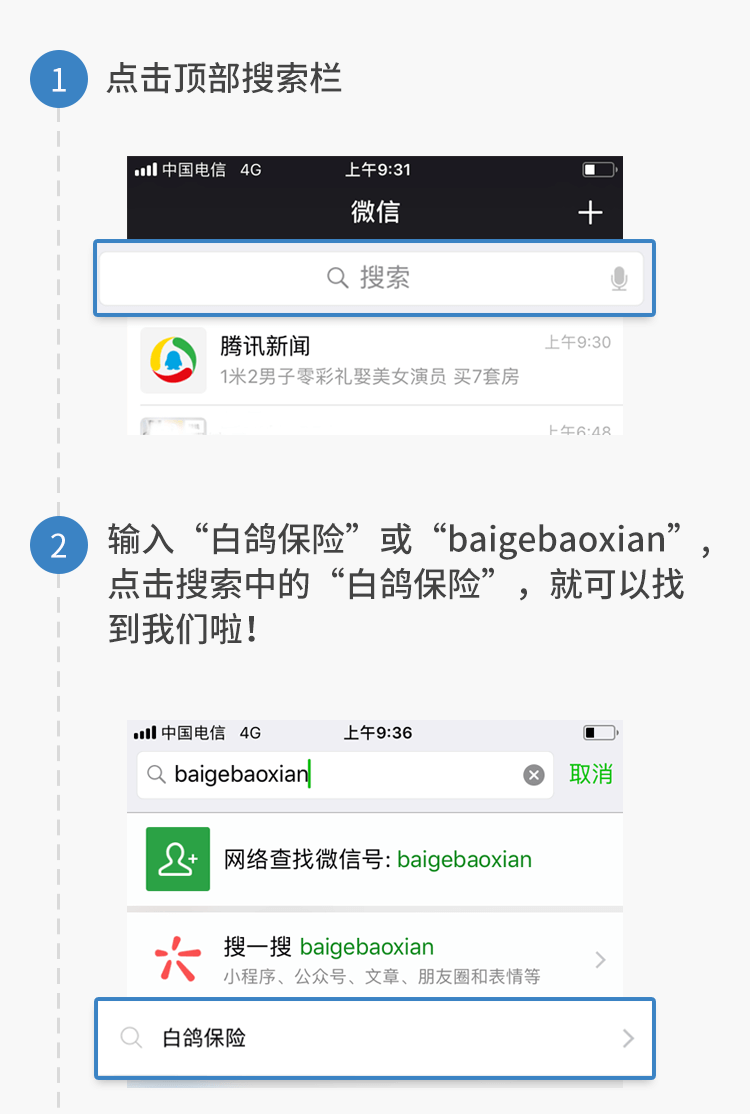 1 点击顶部搜索栏
中国电信 4G 上午9:31
微信
搜索
腾讯新闻 上午9:30
1米2男子零彩礼娶美女演员 买7套房
上午6:48
2 输入“白鸽保险”或“baigebaoxian”,
点击搜索中的“白鸽保险”，就可以找
到我们啦!
中国电信 4G 上午9:36
baigebaoxian 取消
网络查找微信号: baigebaoxian
搜一搜 baigebaoxian
小程序、公众号、文章、朋友圈和表情等
白鸽保险